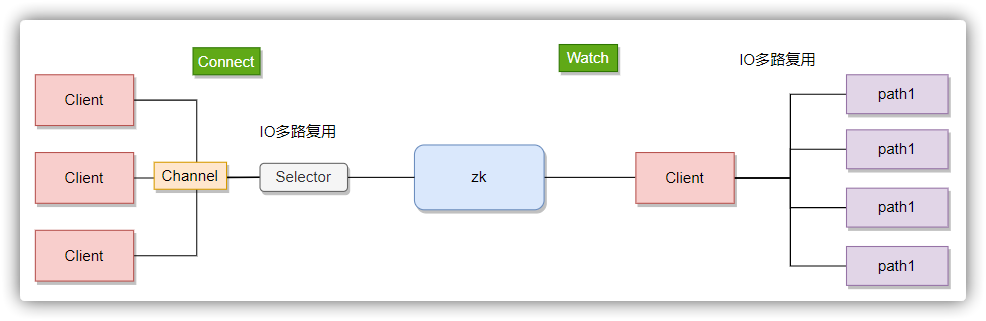 Connect
Watch
IO多路复用
Client
path1
IO多路复用
path1
Client
Channel
Selector
zk
Client
path1
Client
path1